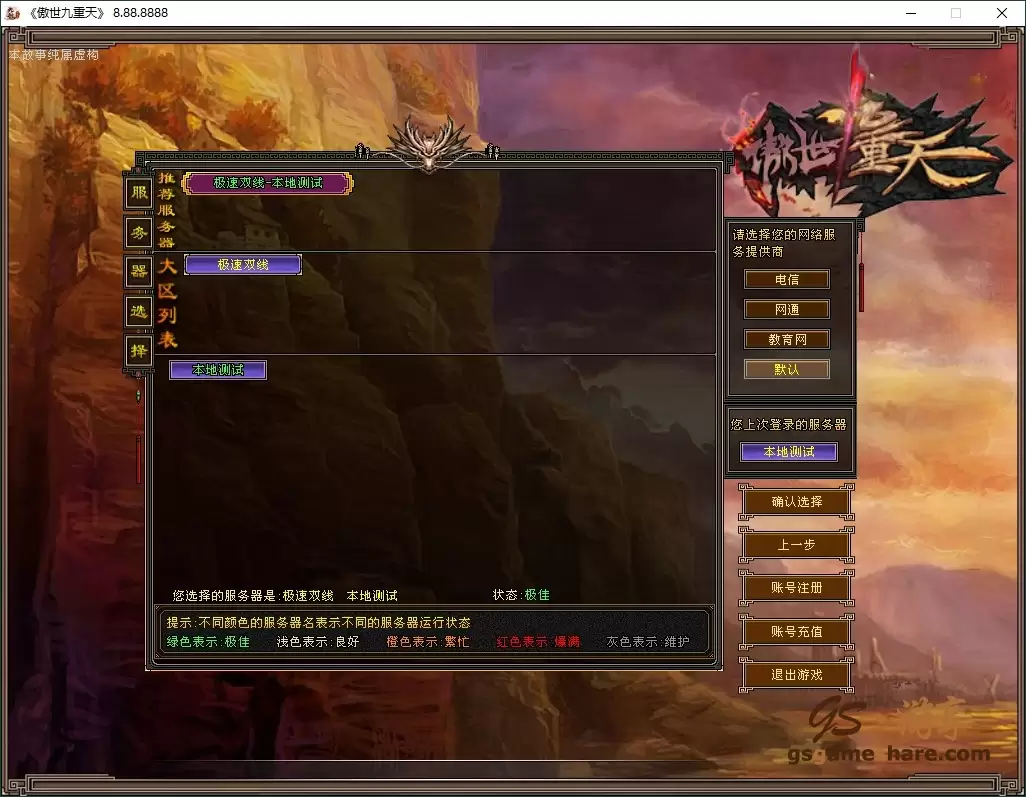 《傲世九重天》 8.88.8888
本故事纯属虚构
傲世
重天
服务器选择
推荐服务器
极速双线-本地测试
大区列表
极速双线
本地测试
请选择您的网络服
务提供商
电信
网通
教育网
默认
您上次登录的服务器
本地测试
确认选择
上一步
账号注册
账号充值
退出游戏
您选择的服务器是:极速双线 本地测试 状态:极佳
提示:不同颜色的服务器名表示不同的服务器运行状态
绿色表示:极佳 浅色表示:良好 橙色表示:繁忙 红色表示:爆满 灰色表示:维护
gs
hare.com